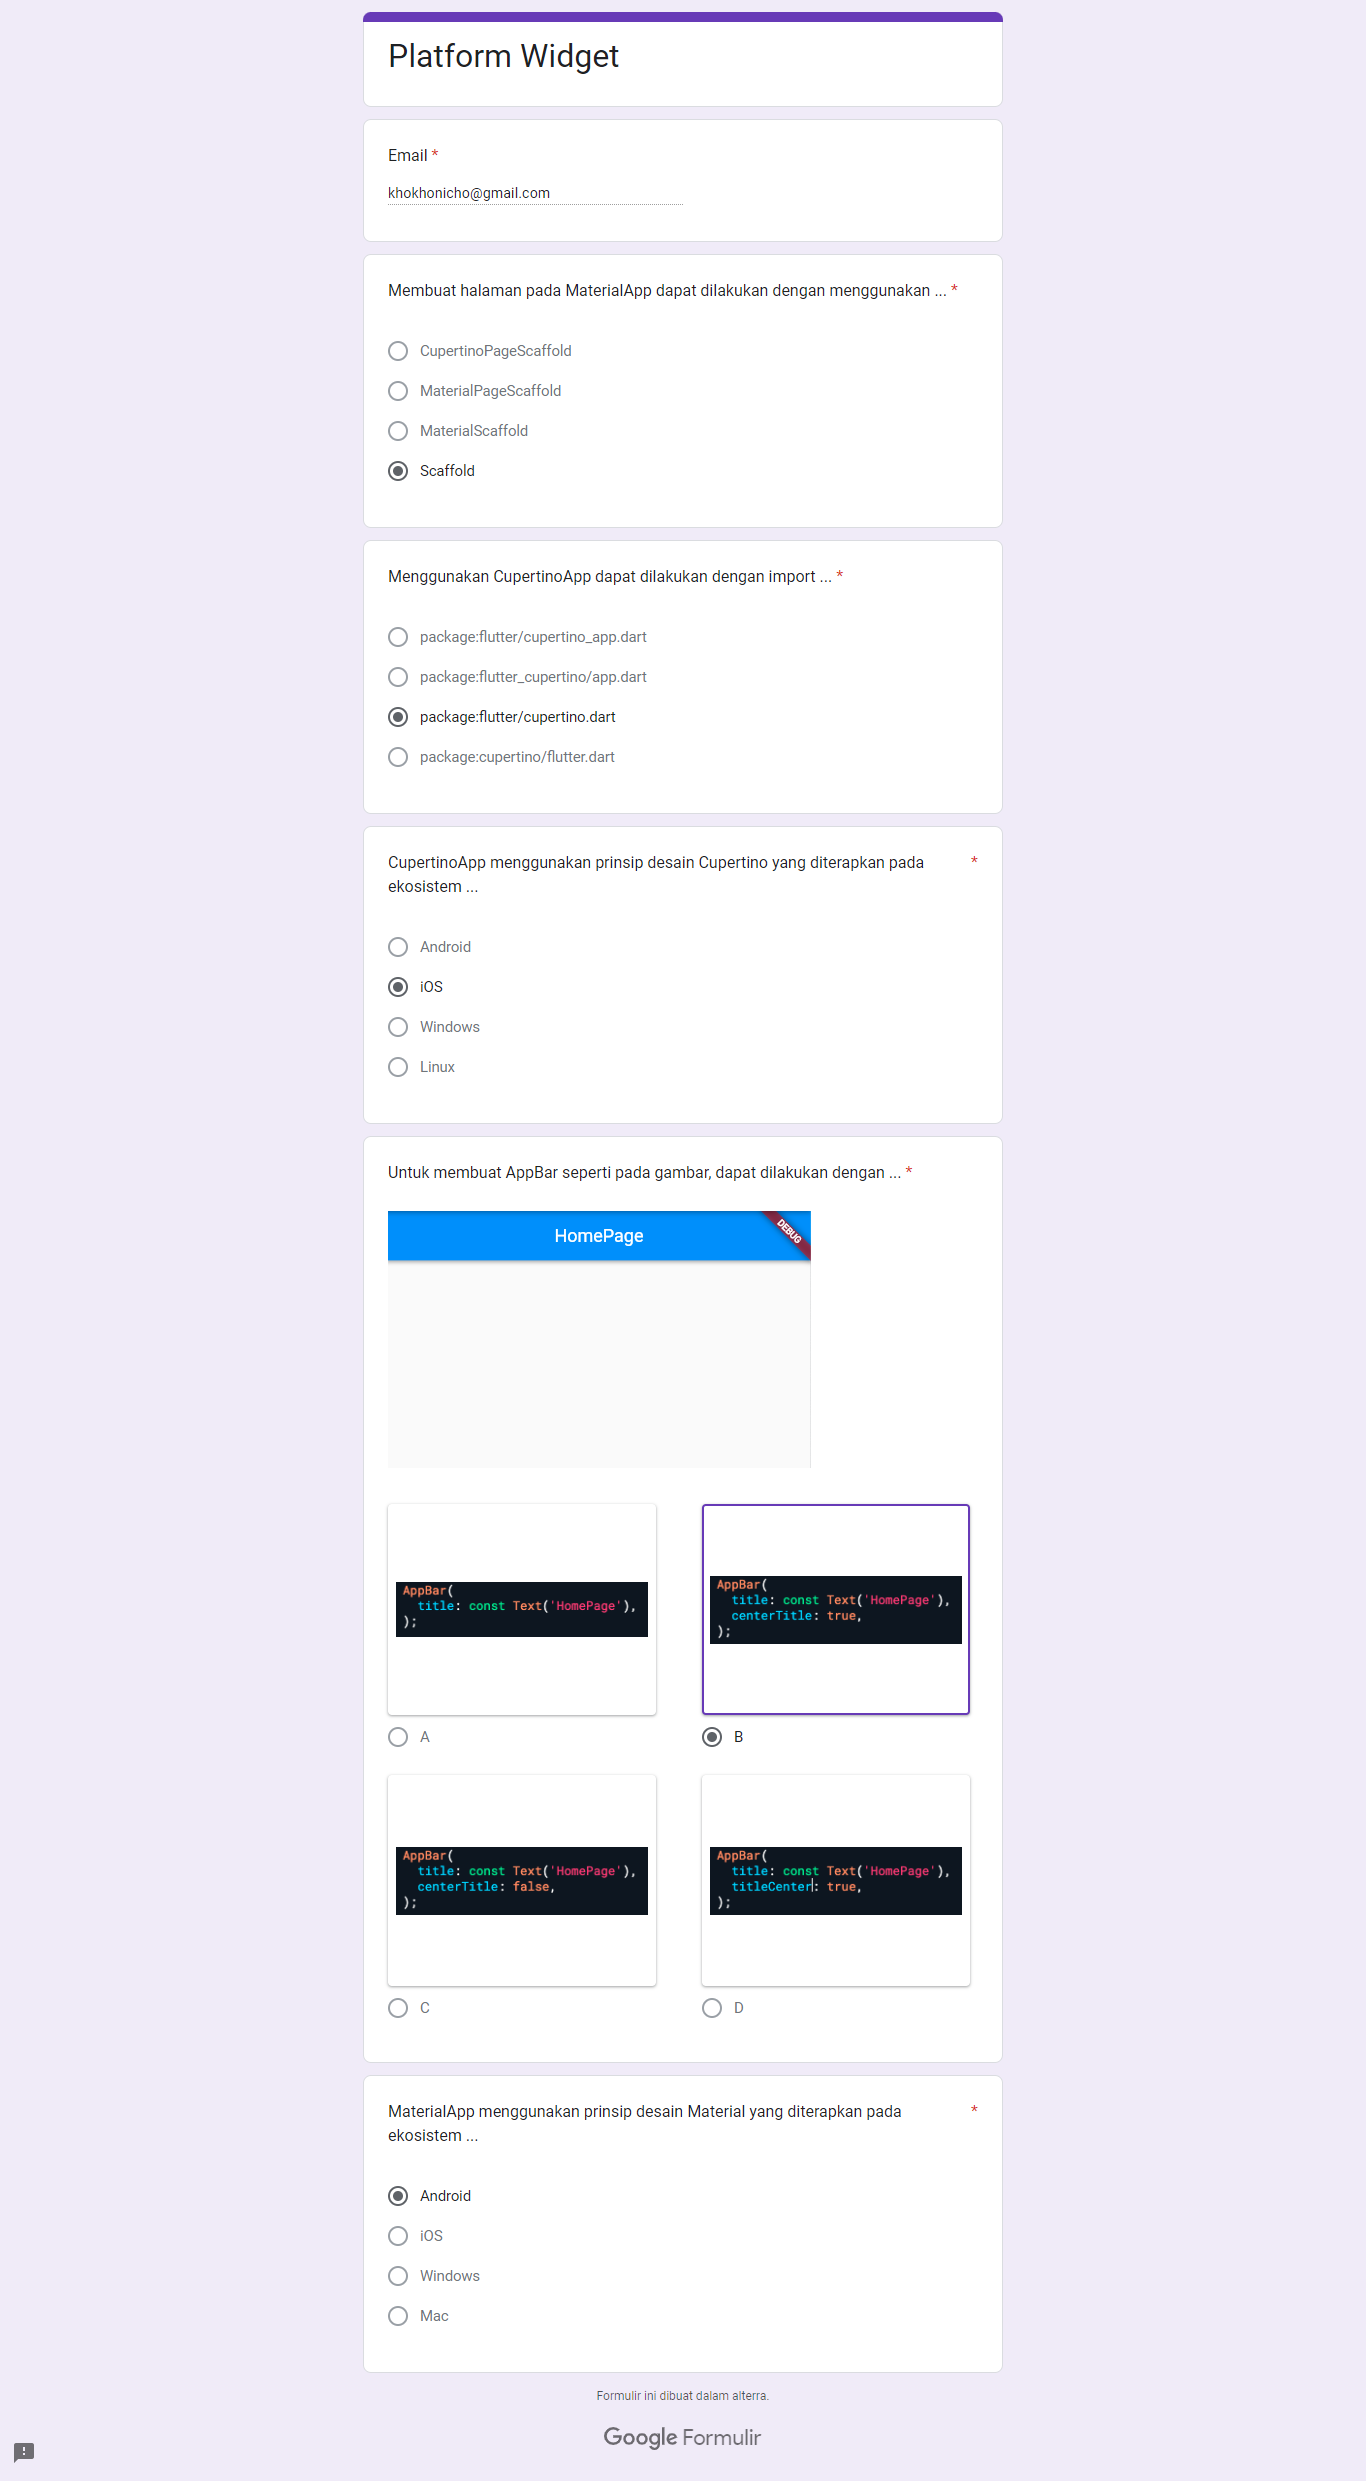 Platform Widget
Email *
khokhonicho@gmail.com
Membuat halaman pada MaterialApp dapat dilakukan dengan menggunakan ... *
CupertinoPageScaffold
MaterialPageScaffold
MaterialScaffold
Scaffold
Menggunakan CupertinoApp dapat dilakukan dengan import ... *
package:flutter/cupertino_app.dart
package:flutter_cupertino/app.dart
package:flutter/cupertino.dart
package:cupertino/flutter.dart
CupertinoApp menggunakan prinsip desain Cupertino yang diterapkan pada *
ekosistem ...
Android
iOS
Windows
Linux
Untuk membuat AppBar seperti pada gambar, dapat dilakukan dengan ... *
HomePage
DEBUG
AppBar(
title: const Text('HomePage'),
);
A
AppBar(
title: const Text('HomePage'),
centerTitle: true,
);
B
AppBar(
title: const Text('HomePage'),
centerTitle: false,
);
C
AppBar(
title: const Text('HomePage'),
titleCenter: true,
);
D
MaterialApp menggunakan prinsip desain Material yang diterapkan pada *
ekosistem ...
Android
iOS
Windows
Mac
Formulir ini dibuat dalam alterra.
Google Formulir